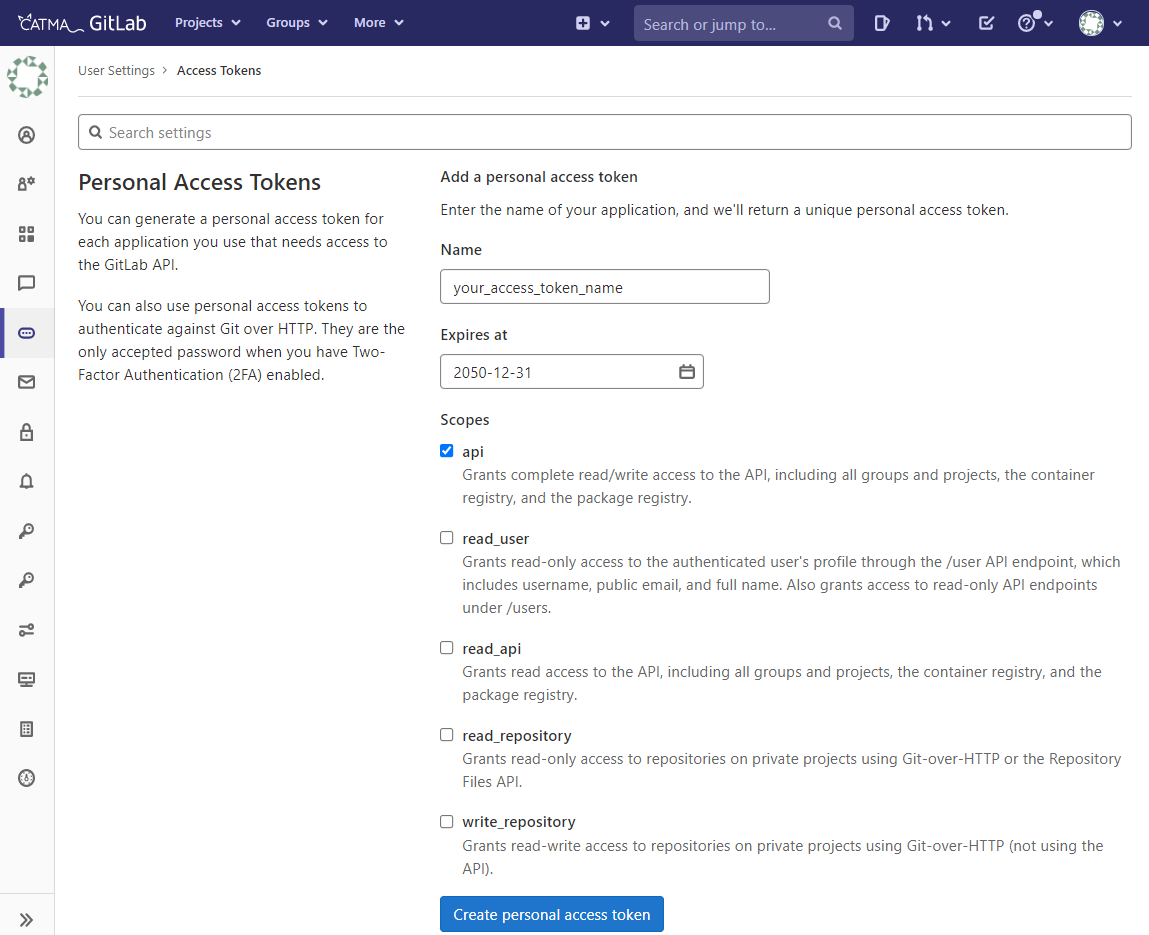 CATMA GitLab Projects Groups More Search or jump to...
User Settings > Access Tokens
Search settings
Personal Access Tokens
You can generate a personal access token for
each application you use that needs access to
the GitLab API.
You can also use personal access tokens to
authenticate against Git over HTTP. They are the
only accepted password when you have Two-
Factor Authentication (2FA) enabled.
Add a personal access token
Enter the name of your application, and we'll return a unique personal access token.
Name
your_access_token_name
Expires at
2050-12-31
Scopes
api
Grants complete read/write access to the API, including all groups and projects, the container
registry, and the package registry.
read_user
Grants read-only access to the authenticated user's profile through the /user API endpoint, which
includes username, public email, and full name. Also grants access to read-only API endpoints
under /users.
read_api
Grants read access to the API, including all groups and projects, the container registry, and the
package registry.
read_repository
Grants read-only access to repositories on private projects using Git-over-HTTP or the Repository
Files API.
write_repository
Grants read-write access to repositories on private projects using Git-over-HTTP (not using the
API).
Create personal access token